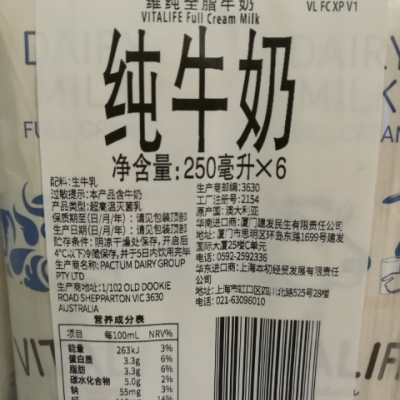 维纯全脂牛奶
VITALIFE Full Cream Milk
VL FC XP V1
纯牛奶
净含量:250毫升×6
配料:生牛乳
过敏提示:本产品含牛奶
产品类型:超高温灭菌乳
保质期至(日/月/年):请见包装顶部
生产日期(日/月/年):请见包装顶部
贮存条件:阴凉干燥处保存,开启后
4°C以下冷藏保存,并于5日内饮用完毕
生产商:PACTUM DAIRY GROUP
PTY LTD
生产商地址:1/102 OLD DOOKIE
ROAD SHEPPARTON VIC 3630
AUSTRALIA
生产商邮编:3630
工厂注册号:2154
原产国:澳大利亚
进口商:厦门建发民生有限责任公司
地址:厦门市思明区环岛东路1699号建发
国际大厦25楼C单元
电话:0592-2592336
华东进口商:上海本初经贸发展有限公司
地址:上海市虹口区四川北路525号29楼
电话:021-63096010
营养成分表
项目 每100mL NRV%
能量 263kJ 3%
蛋白质 3.3g 6%
脂肪 3.3g 6%
碳水化合物 5.0g 2%
钠 55mg 3%
DAIRY
MILK
FULL CREAM
VITALIFE